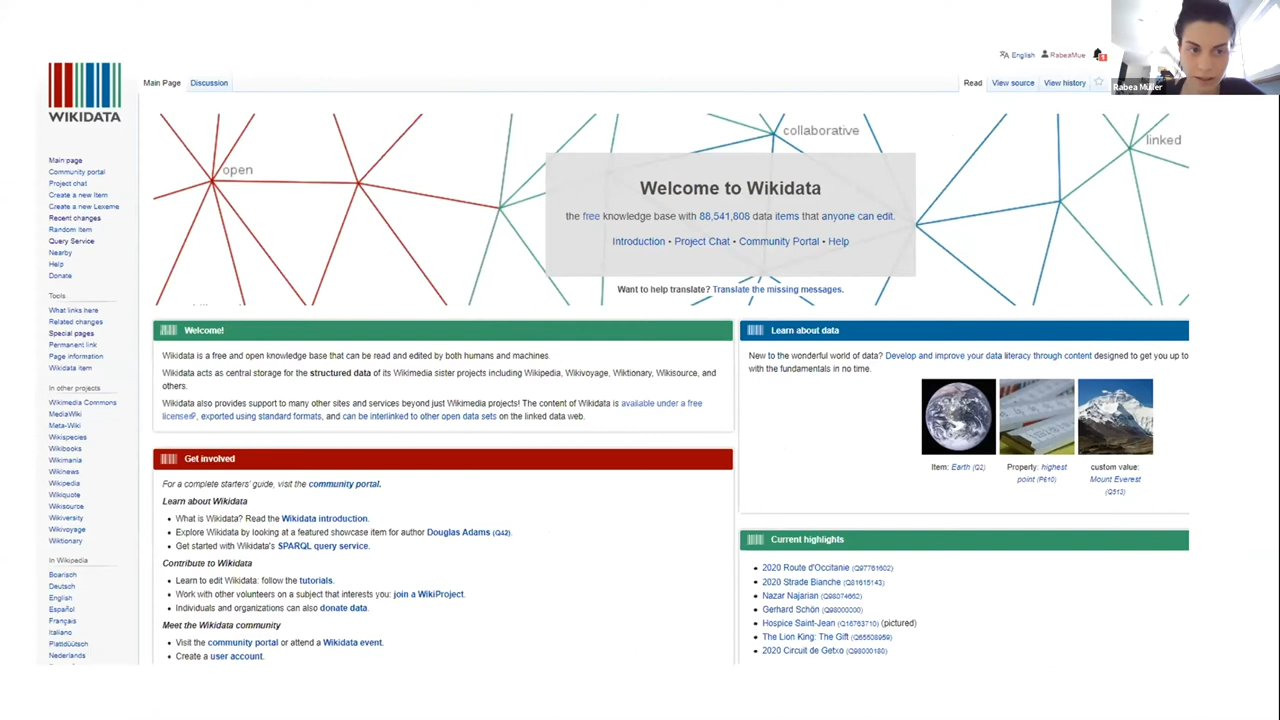 English RabeaMue
Rabea Müller
WIKIDATA
Main Page Discussion Read View source View history
open
collaborative
linked
Welcome to Wikidata
the free knowledge base with 88,541,808 data items that anyone can edit.
Introduction • Project Chat • Community Portal • Help
Want to help translate? Translate the missing messages.
Main page
Community portal
Project chat
Create a new Item
Create a new Lexeme
Recent changes
Random Item
Query Service
Nearby
Help
Donate
Tools
What links here
Related changes
Special pages
Permanent link
Page information
Wikidata item
In other projects
Wikimedia Commons
MediaWiki
Meta-Wiki
Wikispecies
Wikibooks
Wikimania
Wikinews
Wikipedia
Wikiquote
Wikisource
Wikiversity
Wikivoyage
Wiktionary
In Wikipedia
Boarisch
Deutsch
English
Español
Français
Italiano
Plattdüütsch
Nederlands
Welcome!
Wikidata is a free and open knowledge base that can be read and edited by both humans and machines.
Wikidata acts as central storage for the structured data of its Wikimedia sister projects including Wikipedia, Wikivoyage, Wiktionary, Wikisource, and
others.
Wikidata also provides support to many other sites and services beyond just Wikimedia projects! The content of Wikidata is available under a free
license, exported using standard formats, and can be interlinked to other open data sets on the linked data web.
Get involved
For a complete starters' guide, visit the community portal.
Learn about Wikidata
• What is Wikidata? Read the Wikidata introduction.
• Explore Wikidata by looking at a featured showcase item for author Douglas Adams (Q42).
• Get started with Wikidata's SPARQL query service.
Contribute to Wikidata
• Learn to edit Wikidata: follow the tutorials.
• Work with other volunteers on a subject that interests you: join a WikiProject.
• Individuals and organizations can also donate data.
Meet the Wikidata community
• Visit the community portal or attend a Wikidata event.
• Create a user account.
Learn about data
New to the wonderful world of data? Develop and improve your data literacy through content designed to get you up to
speed with the fundamentals in no time.
Item: Earth (Q2)
Property: highest
point (P610)
custom value:
Mount Everest
(Q513)
Current highlights
• 2020 Route d'Occitanie (Q97761602)
• 2020 Strade Bianche (Q81615143)
• Nazar Najarian (Q98074662)
• Gerhard Schön (Q98000000)
• Hospice Saint-Jean (Q16763710) (pictured)
• The Lion King: The Gift (Q65508959)
• 2020 Circuit de Getxo (Q98000180)